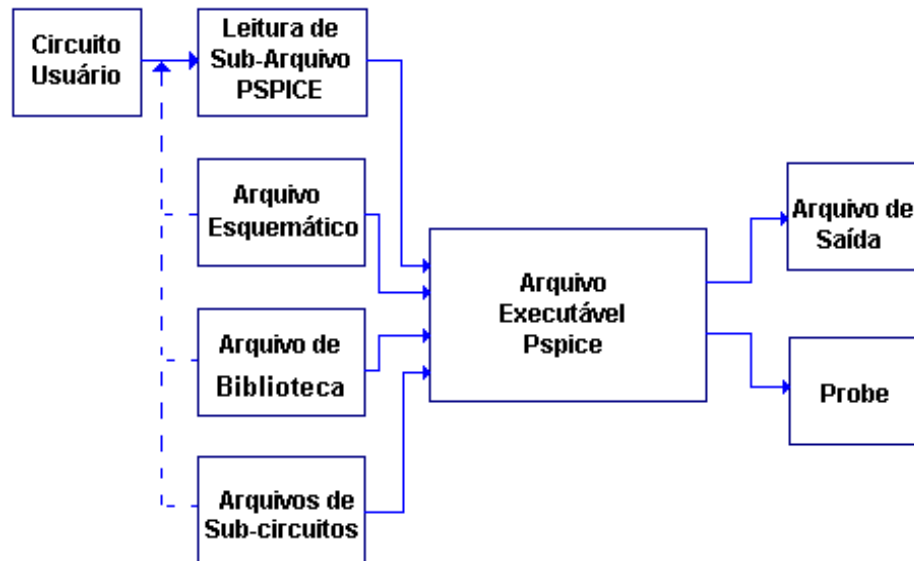 Circuito
Usuário
Leitura de
Sub-Arquivo
PSPICE
Arquivo
Esquemático
Arquivo de
Biblioteca
Arquivos de
Sub-circuitos
Arquivo
Executável
Pspice
Arquivo de
Saída
Probe